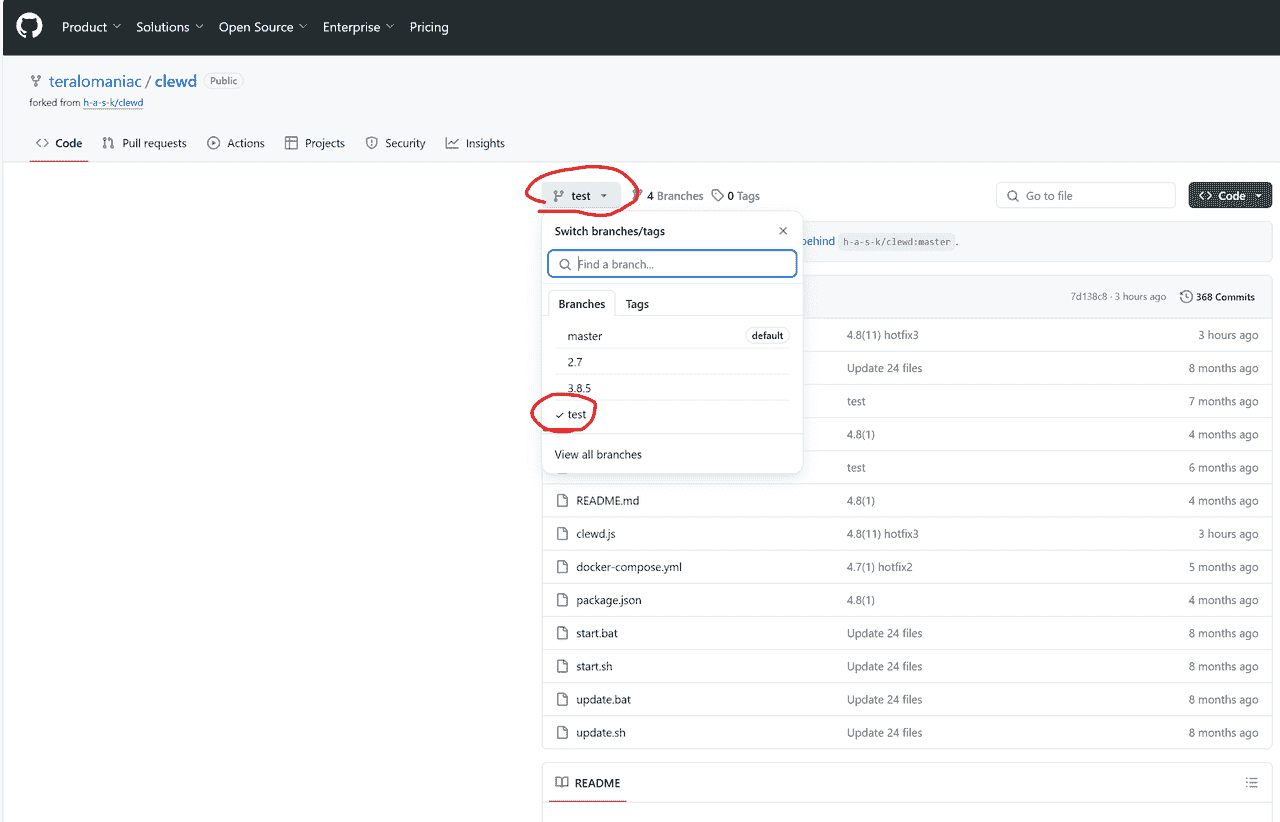 Product Solutions Open Source Enterprise Pricing
teralomaniac / clewd Public
forked from h-a-s-k/clewd
Code Pull requests Actions Projects Security Insights
test 4 Branches 0 Tags Go to file Code
Switch branches/tags
behind h-a-s-k/clewd:master .
Find a branch...
7d138c8 · 3 hours ago 368 Commits
Branches Tags
master default
4.8(11) hotfix3 3 hours ago
2.7
Update 24 files 8 months ago
3.8.5
test 7 months ago
test
4.8(1) 4 months ago
View all branches
test 6 months ago
README.md 4.8(1) 4 months ago
clewd.js 4.8(11) hotfix3 3 hours ago
docker-compose.yml 4.7(1) hotfix2 5 months ago
package.json 4.8(1) 4 months ago
start.bat Update 24 files 8 months ago
start.sh Update 24 files 8 months ago
update.bat Update 24 files 8 months ago
update.sh Update 24 files 8 months ago
README